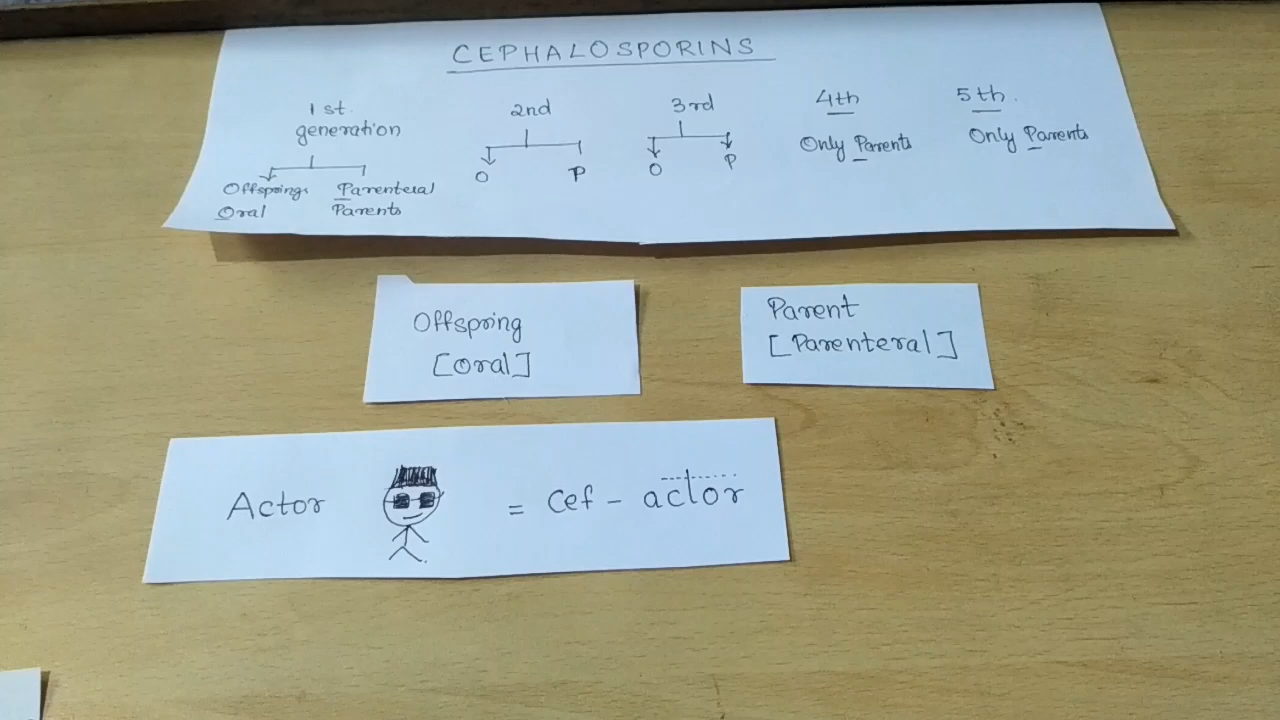 CEPHALOSPORINS
1st generation
2nd
3rd
4th
5th.
Offsprings Oral
Parenteral Parents
O
P
O
P
Only Parents
Only Parents
Offspring
[Oral]
Parent
[Parenteral]
Actor = Cef - actor